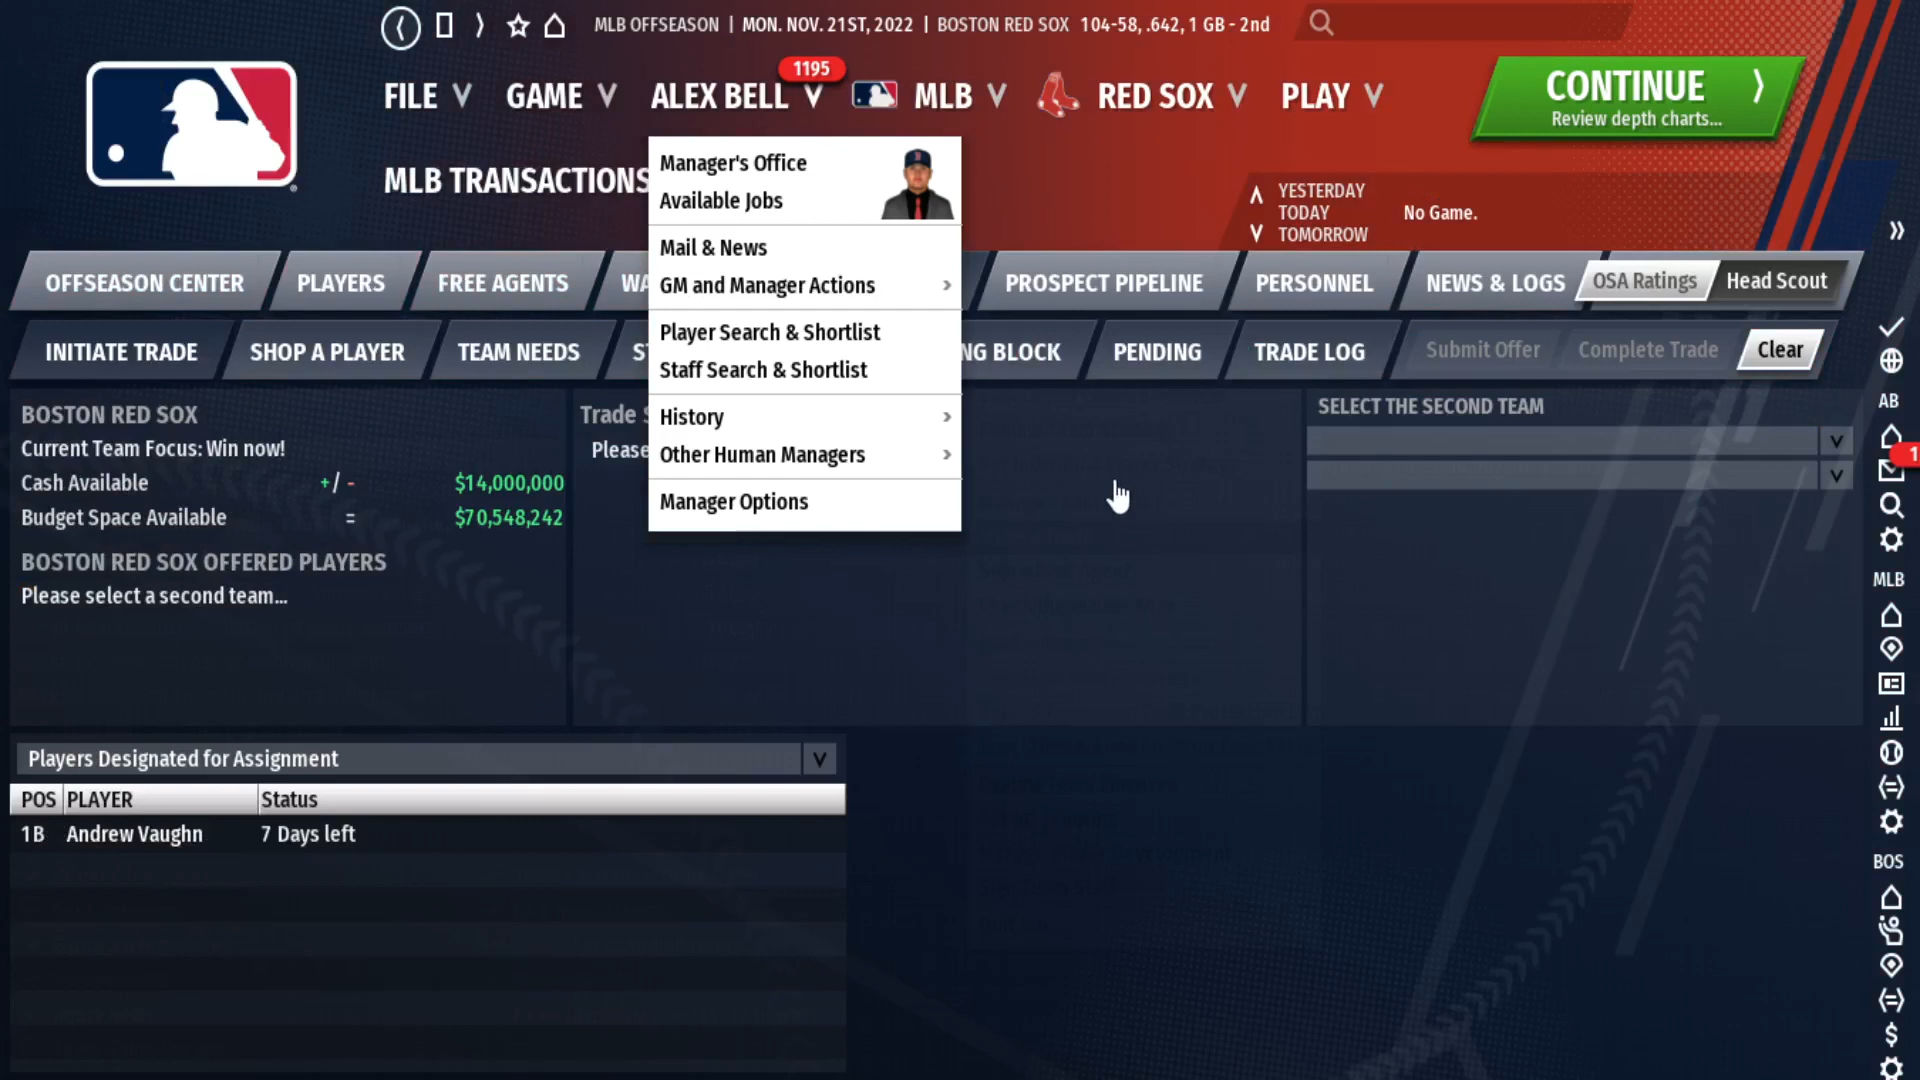 MLB OFFSEASON | MON. NOV. 21ST, 2022 | BOSTON RED SOX 104-58, .642, 1 GB - 2nd
FILE GAME ALEX BELL 1195 MLB RED SOX PLAY
CONTINUE
Review depth charts...
MLB TRANSACTIONS
Manager's Office
Available Jobs
Mail & News
GM and Manager Actions
Player Search & Shortlist
Staff Search & Shortlist
History
Other Human Managers
Manager Options
YESTERDAY
TODAY
TOMORROW
No Game.
OFFSEASON CENTER PLAYERS FREE AGENTS WA PROSPECT PIPELINE PERSONNEL NEWS & LOGS OSA Ratings Head Scout
INITIATE TRADE SHOP A PLAYER TEAM NEEDS NG BLOCK PENDING TRADE LOG Submit Offer Complete Trade Clear
BOSTON RED SOX
Current Team Focus: Win now!
Cash Available +/- $14,000,000
Budget Space Available = $70,548,242
BOSTON RED SOX OFFERED PLAYERS
Please select a second team...
Trade
Please
SELECT THE SECOND TEAM
Players Designated for Assignment
POS PLAYER Status
1B Andrew Vaughn 7 Days left
AB
1
MLB
BOS
$